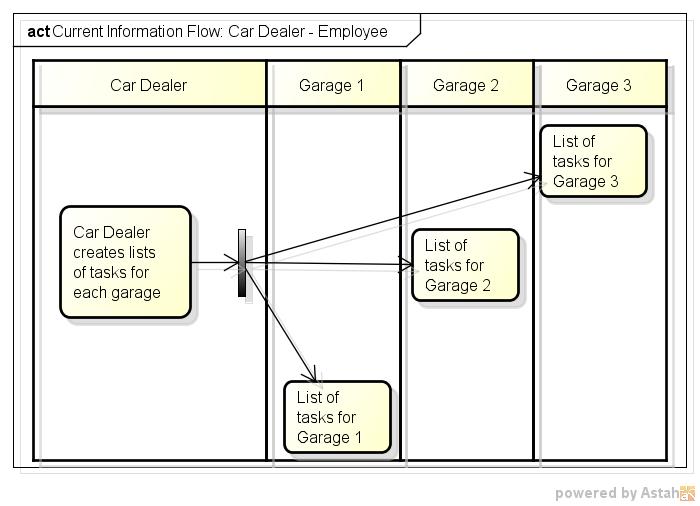 act Current Information Flow: Car Dealer - Employee
Car Dealer
Garage 1
Garage 2
Garage 3
List of
tasks for
Garage 3
Car Dealer
creates lists
of tasks for
each garage
List of
tasks for
Garage 2
List of
tasks for
Garage 1
powered by Astah